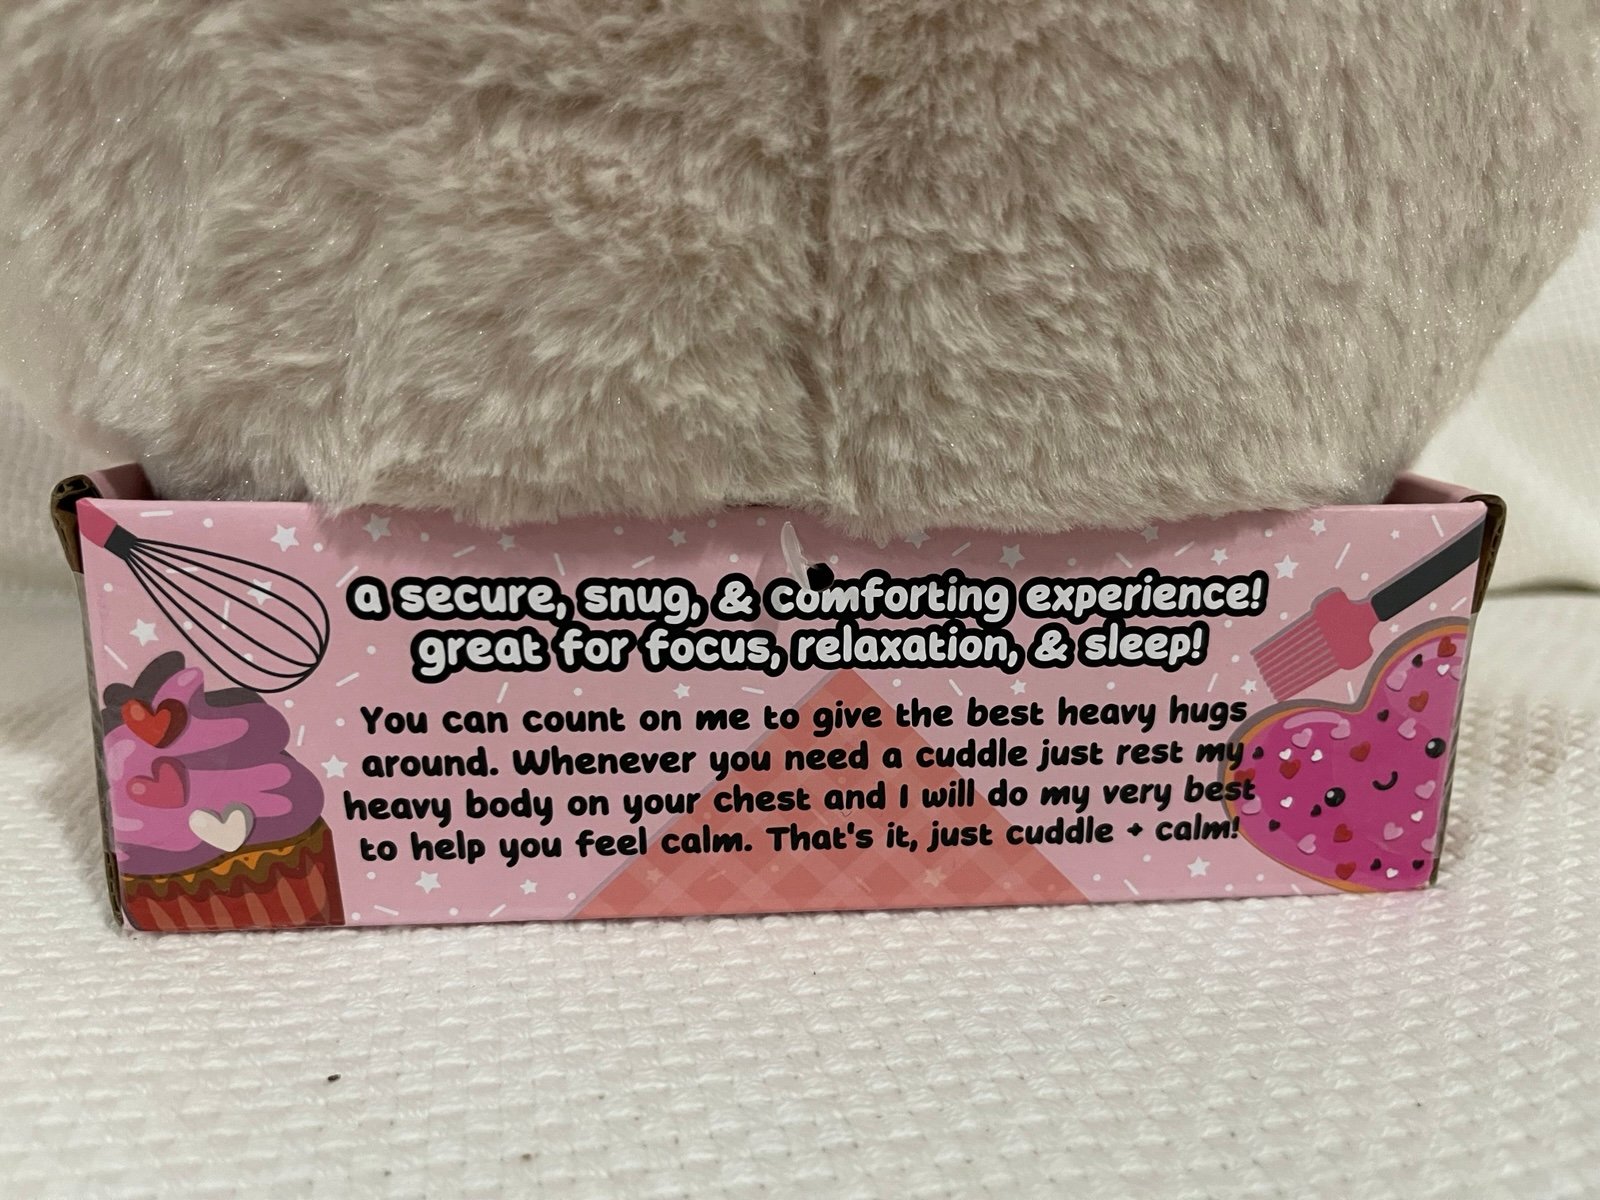 a secure, snug, & comforting experience!
great for focus, relaxation, & sleep!
You can count on me to give the best heavy hugs
around. Whenever you need a cuddle just rest my
heavy body on your chest and I will do my very best
to help you feel calm. That's it, just cuddle + calm!